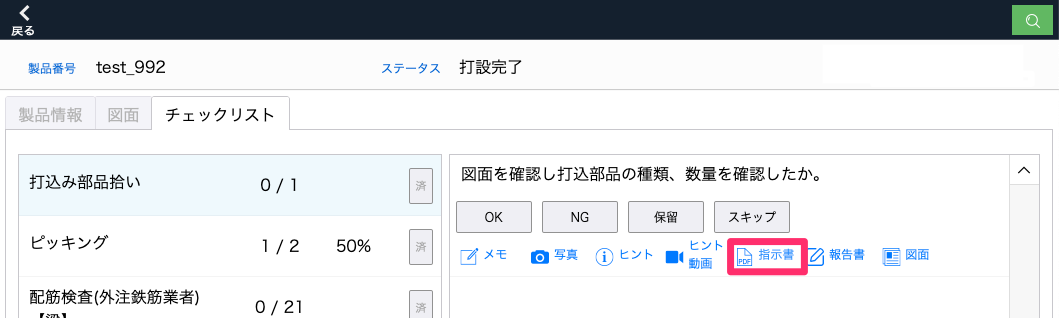 戻る
製品番号 test_992 ステータス 打設完了
製品情報 図面 チェックリスト
打込み部品拾い 0 / 1 済
ピッキング 1 / 2 50% 済
配筋検査(外注鉄筋業者)
【梁】 0 / 21 済
図面を確認し打込部品の種類、数量を確認したか。
OK NG 保留 スキップ
メモ 写真 ヒント ヒント動画 PDF 指示書 報告書 図面